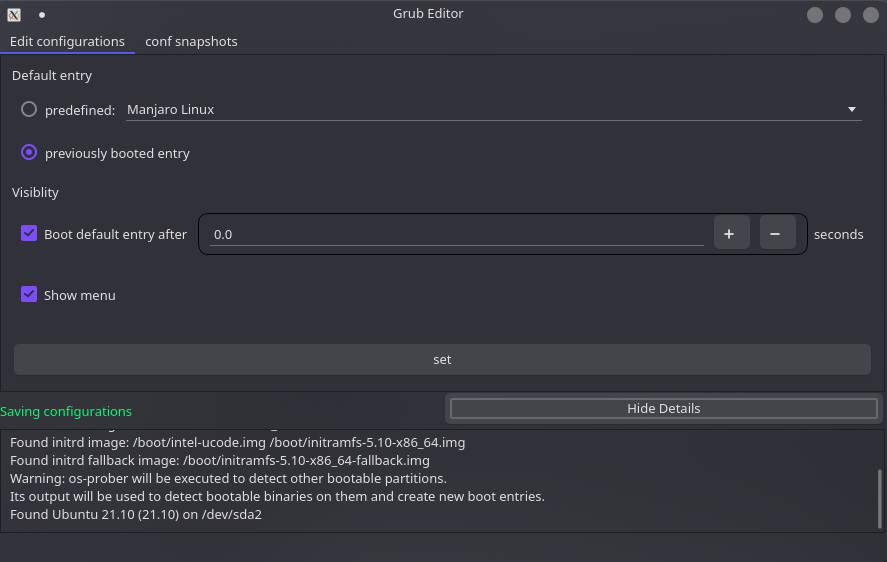 Grub Editor
Edit configurations conf snapshots
Default entry
predefined: Manjaro Linux
previously booted entry
Visiblity
Boot default entry after 0.0 + − seconds
Show menu
set
Saving configurations Hide Details
Found initrd image: /boot/intel-ucode.img /boot/initramfs-5.10-x86_64.img
Found initrd fallback image: /boot/initramfs-5.10-x86_64-fallback.img
Warning: os-prober will be executed to detect other bootable partitions.
Its output will be used to detect bootable binaries on them and create new boot entries.
Found Ubuntu 21.10 (21.10) on /dev/sda2